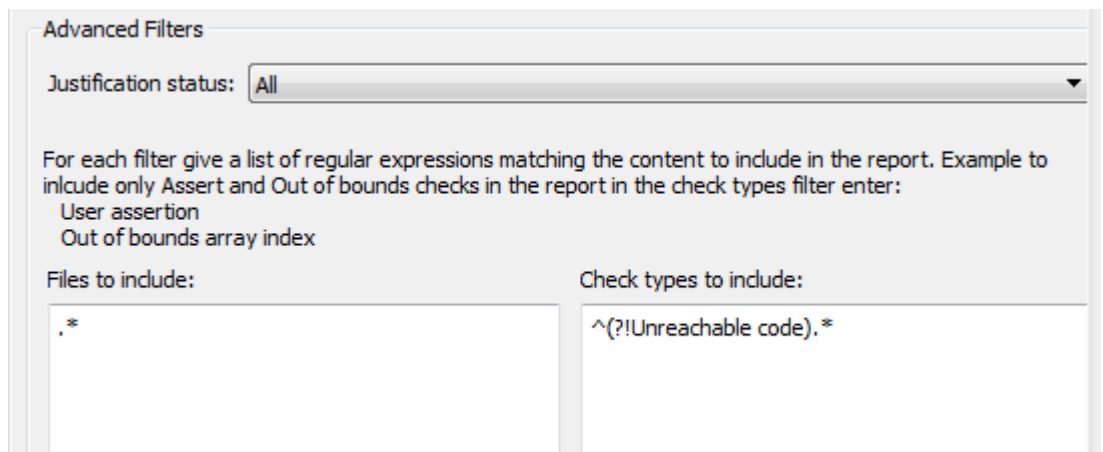 Advanced Filters
Justification status: All
For each filter give a list of regular expressions matching the content to include in the report. Example to
inlcude only Assert and Out of bounds checks in the report in the check types filter enter:
User assertion
Out of bounds array index
Files to include: Check types to include:
.* ^(?!Unreachable code).*